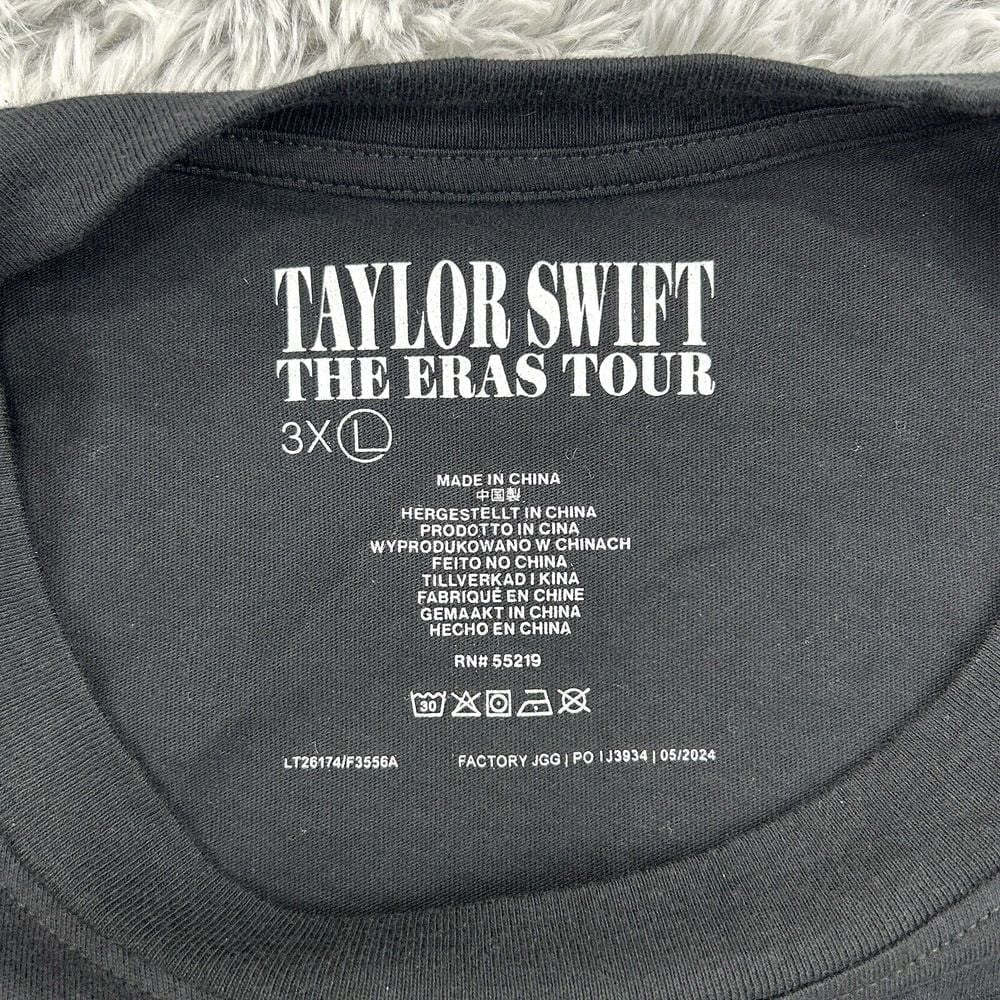 TAYLOR SWIFT
THE ERAS TOUR
3XL
MADE IN CHINA
中国製
HERGESTELLT IN CHINA
PRODOTTO IN CINA
WYPRODUKOWANO W CHINACH
FEITO NO CHINA
TILLVERKAD I KINA
FABRIQUÉ EN CHINE
GEMAAKT IN CHINA
HECHO EN CHINA
RN# 55219
30
LT26174/F3556A FACTORY JGG | PO IJ3934 | 05/2024